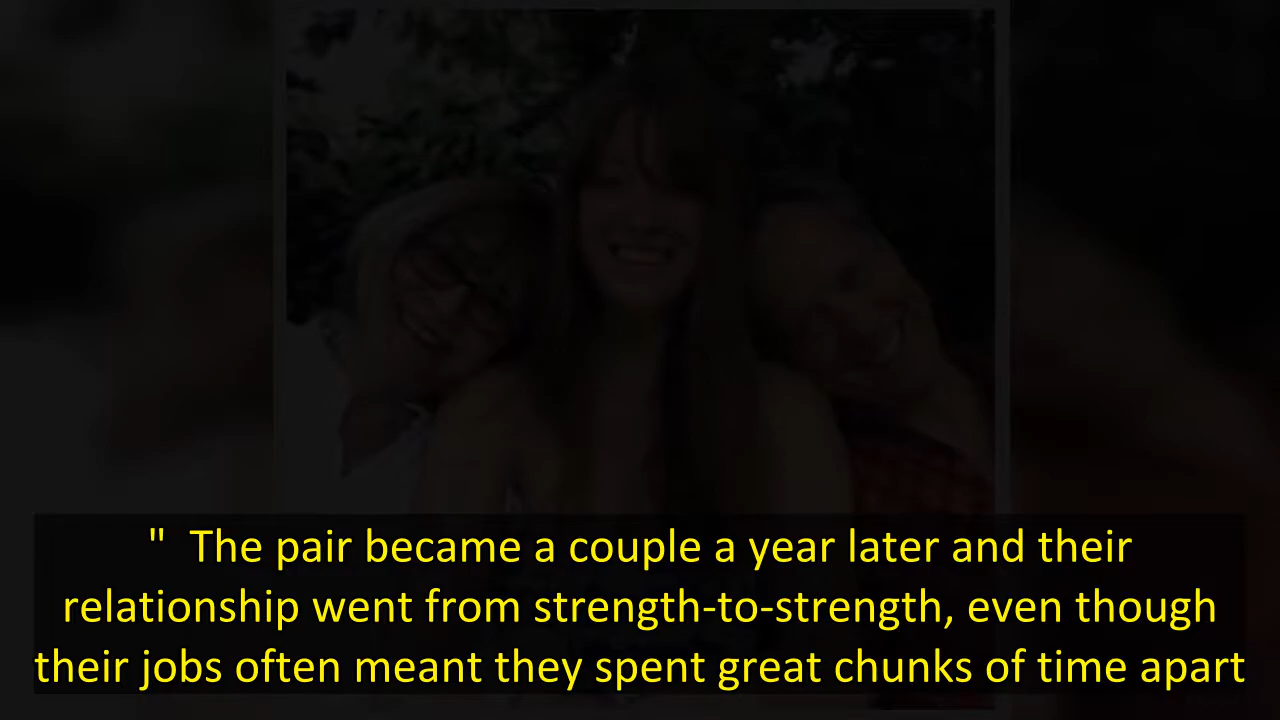 "  The pair became a couple a year later and their
relationship went from strength-to-strength, even though
their jobs often meant they spent great chunks of time apart